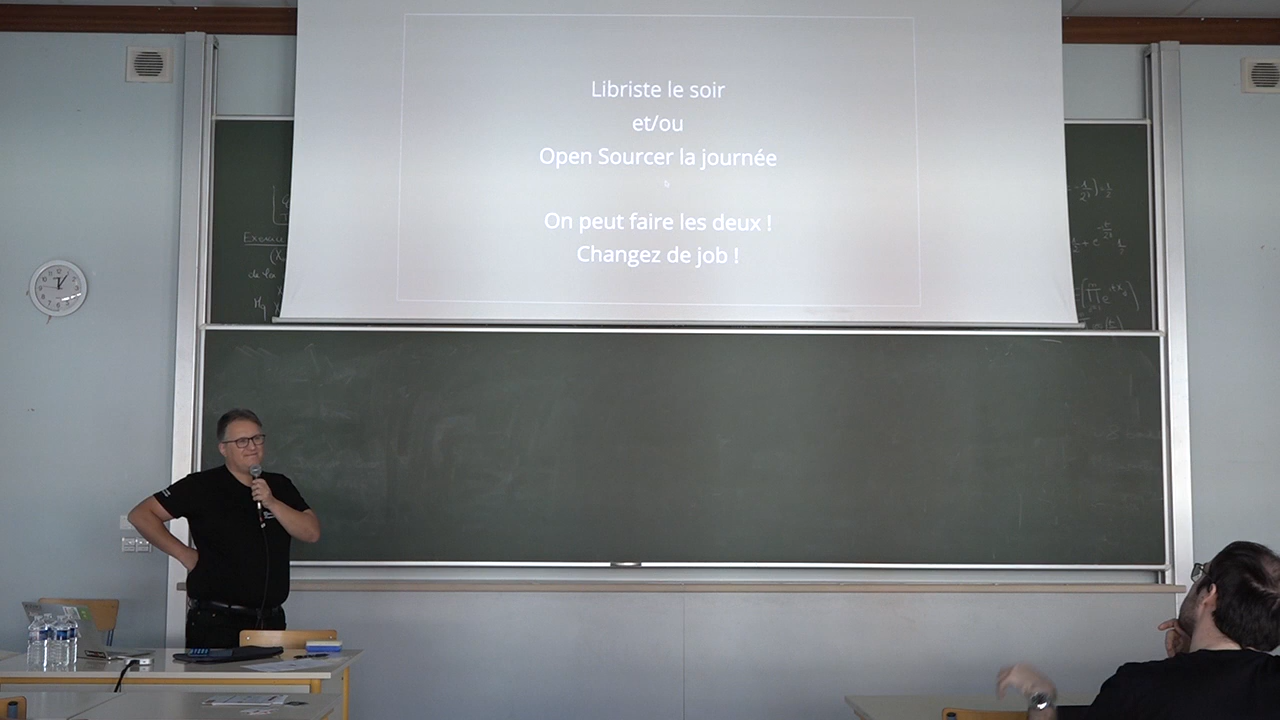 Libriste le soir
et/ou
Open Sourcer la journée
On peut faire les deux !
Changez de job !